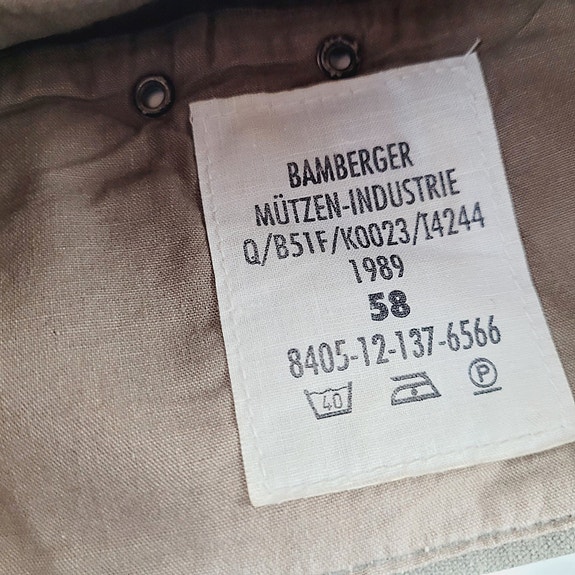 BAMBERGER
MÜTZEN-INDUSTRIE
Q/B51F/K0023/I4244
1989
58
8405-12-137-6566
40 P